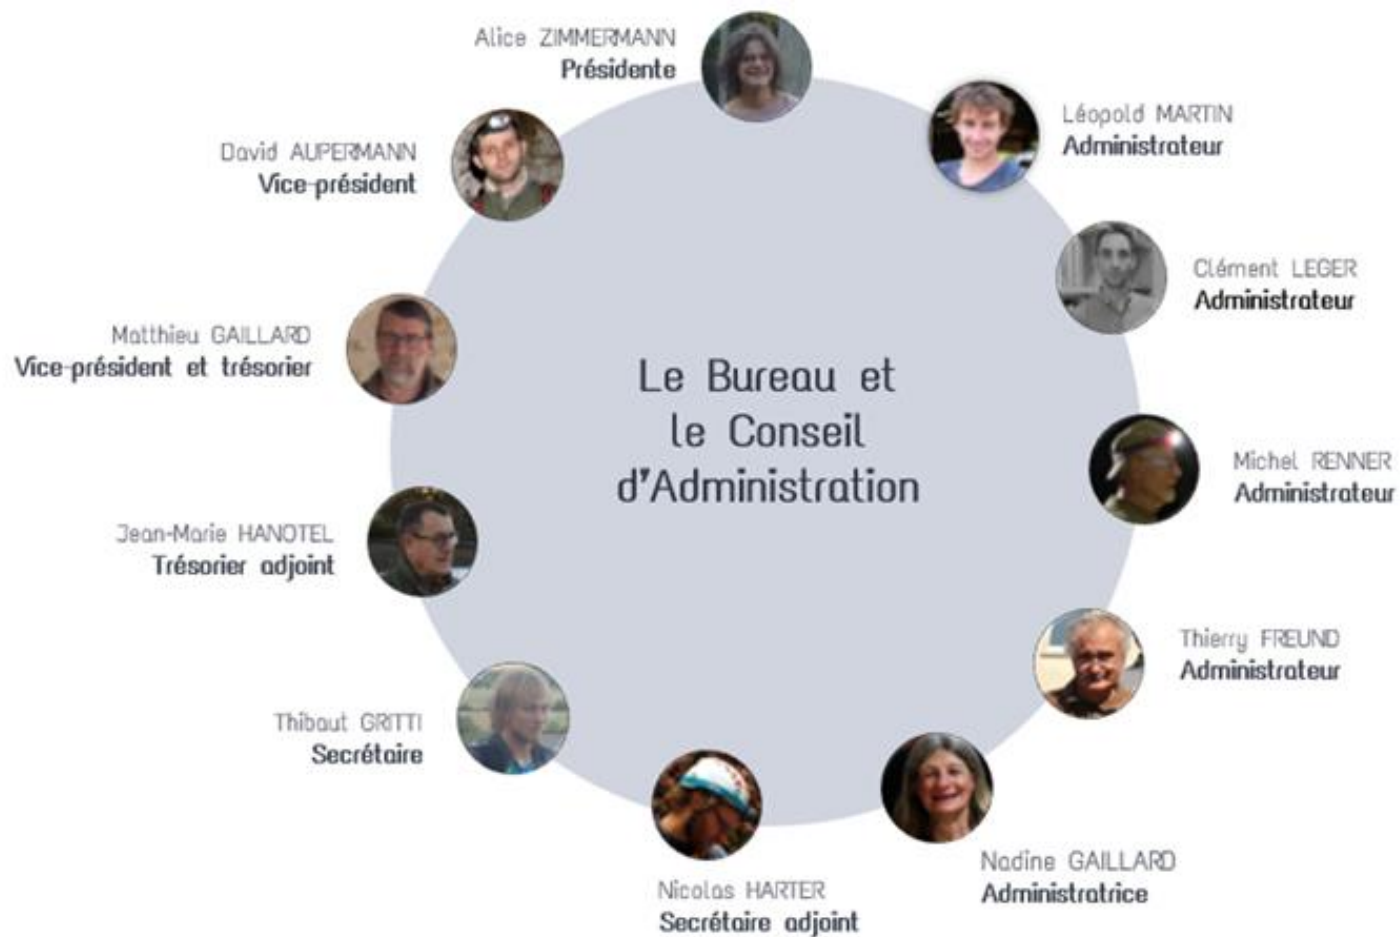 Alice ZIMMERMANN
Présidente
Léopold MARTIN
Administrateur
David AUPERMANN
Vice-président
Clément LEGER
Administrateur
Matthieu GAILLARD
Vice-président et trésorier
Le Bureau et
le Conseil
d'Administration
Michel RENNER
Administrateur
Jean-Marie HANOTEL
Trésorier adjoint
Thierry FREUND
Administrateur
Thibaut GRITTI
Secrétaire
Nadine GAILLARD
Administratrice
Nicolas HARTER
Secrétaire adjoint